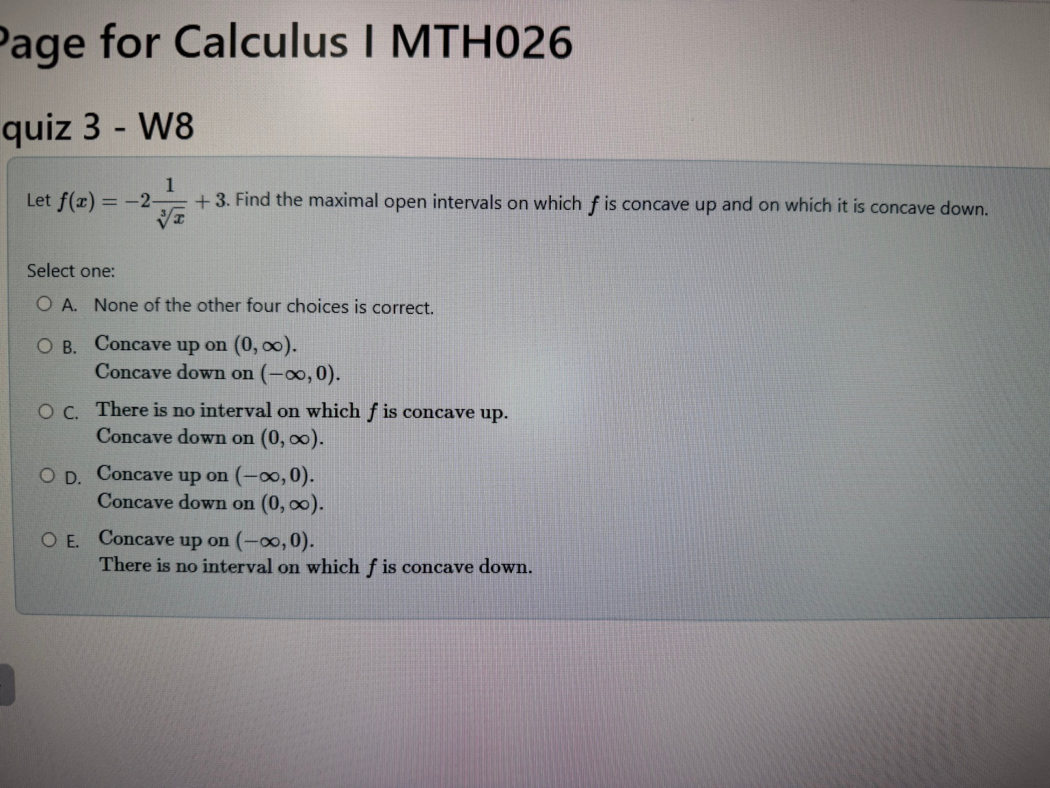 Page for Calculus I MTH026
quiz 3 - W8
Let f(x) = −2 1/∛x + 3. Find the maximal open intervals on which f is concave up and on which it is concave down.
Select one:
A. None of the other four choices is correct.
B. Concave up on (0, ∞).
Concave down on (−∞, 0).
C. There is no interval on which f is concave up.
Concave down on (0, ∞).
D. Concave up on (−∞, 0).
Concave down on (0, ∞).
E. Concave up on (−∞, 0).
There is no interval on which f is concave down.